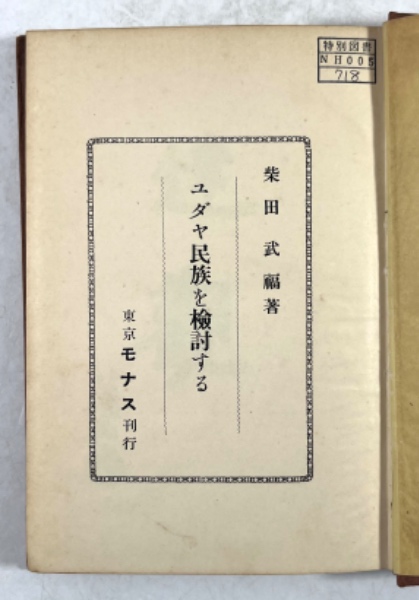 特別図書
NH005
718
柴田武福著
ユダヤ民族を檢討する
東京モナス刊行